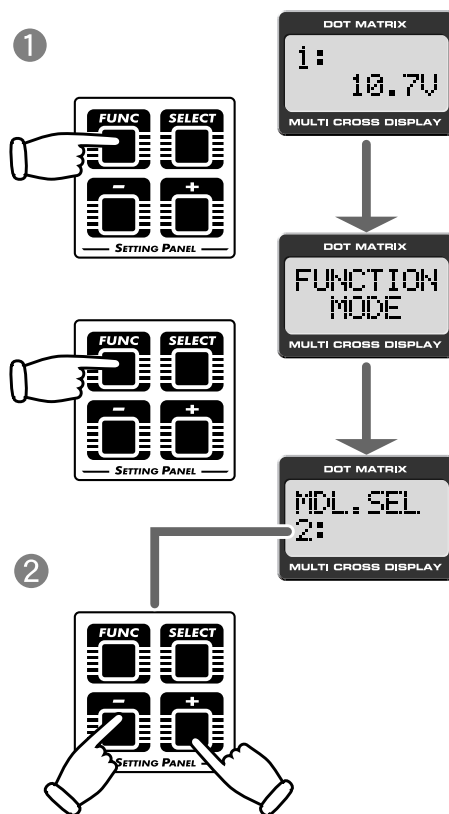 1
DOT MATRIX
i:
10.7V
MULTI CROSS DISPLAY
FUNC SELECT
- +
SETTING PANEL
DOT MATRIX
FUNCTION
MODE
MULTI CROSS DISPLAY
FUNC SELECT
- +
SETTING PANEL
DOT MATRIX
MDL.SEL
2:
MULTI CROSS DISPLAY
2
FUNC SELECT
- +
SETTING PANEL